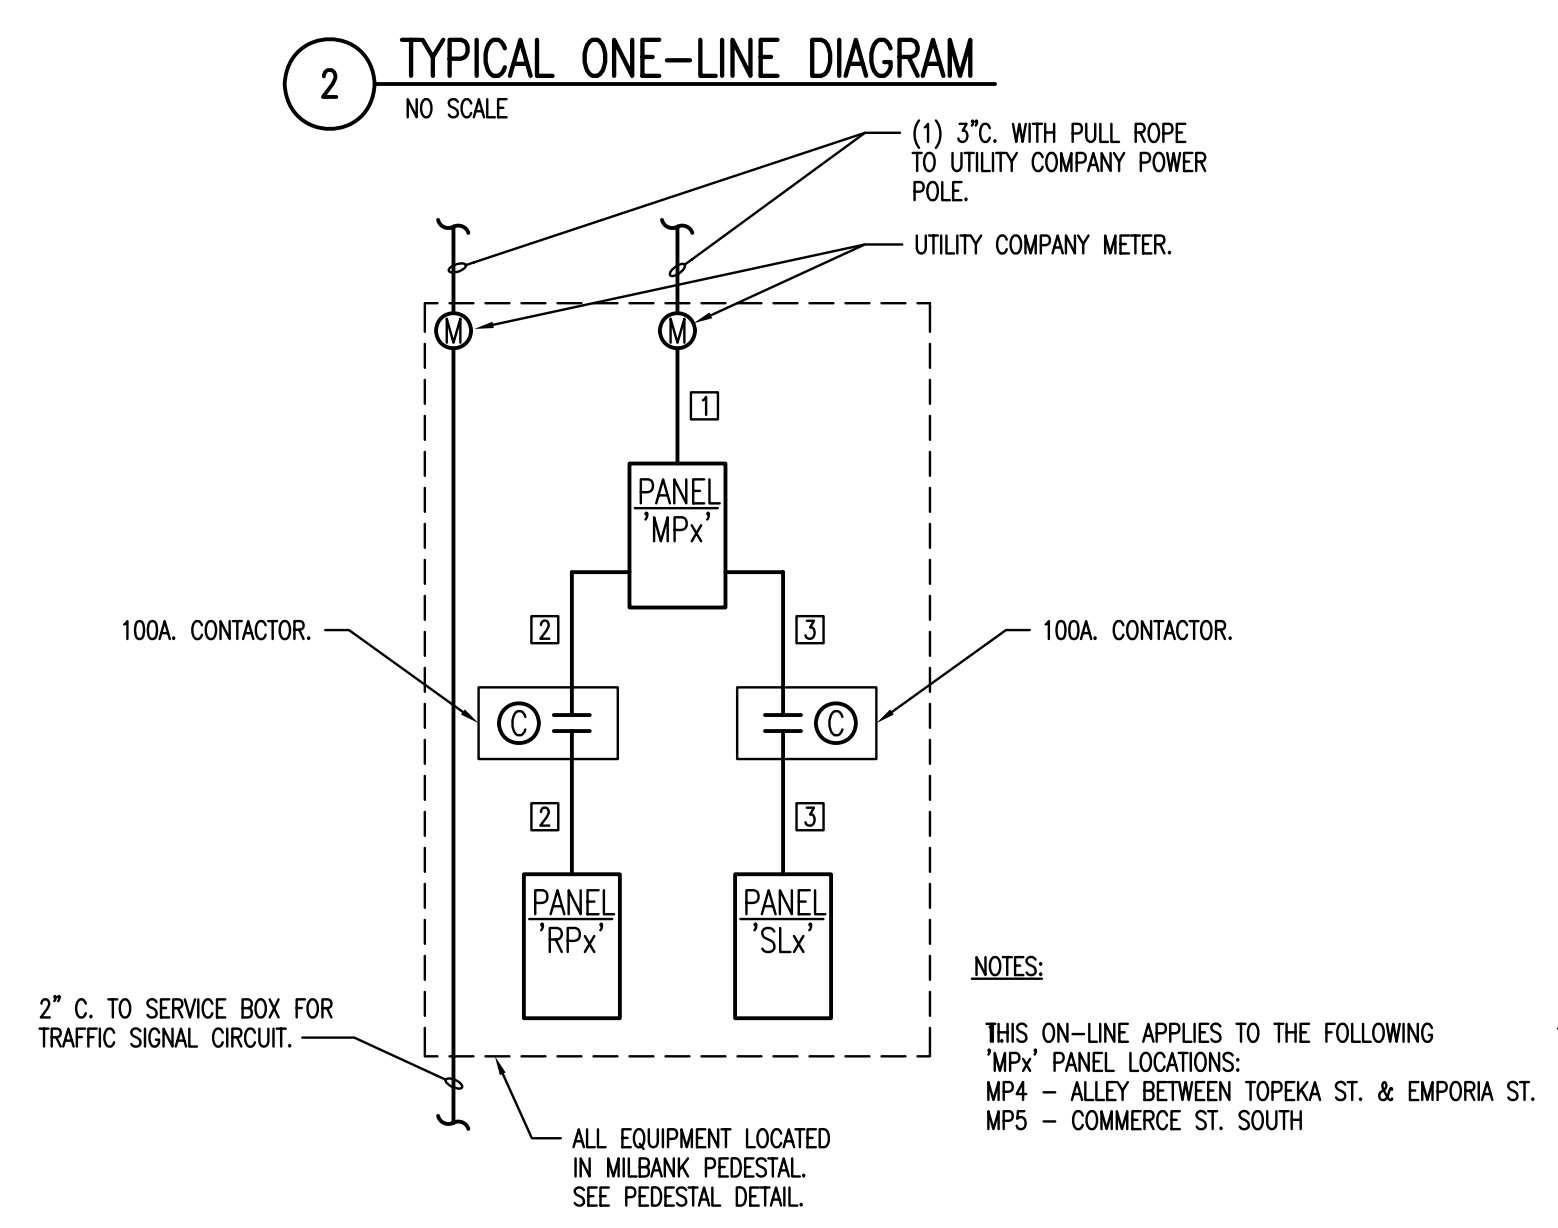 2
TYPICAL ONE-LINE DIAGRAM
NO SCALE
(1) 3"C. WITH PULL ROPE
TO UTILITY COMPANY POWER
POLE.
UTILITY COMPANY METER.
M
M
1
PANEL
'MPx'
100A. CONTACTOR.
2
3
100A. CONTACTOR.
C
C
2
3
PANEL
'RPx'
PANEL
'SLx'
2" C. TO SERVICE BOX FOR
TRAFFIC SIGNAL CIRCUIT.
ALL EQUIPMENT LOCATED
IN MILBANK PEDESTAL.
SEE PEDESTAL DETAIL.
NOTES:
THIS ON-LINE APPLIES TO THE FOLLOWING
'MPx' PANEL LOCATIONS:
MP4 - ALLEY BETWEEN TOPEKA ST. & EMPORIA ST.
MP5 - COMMERCE ST. SOUTH